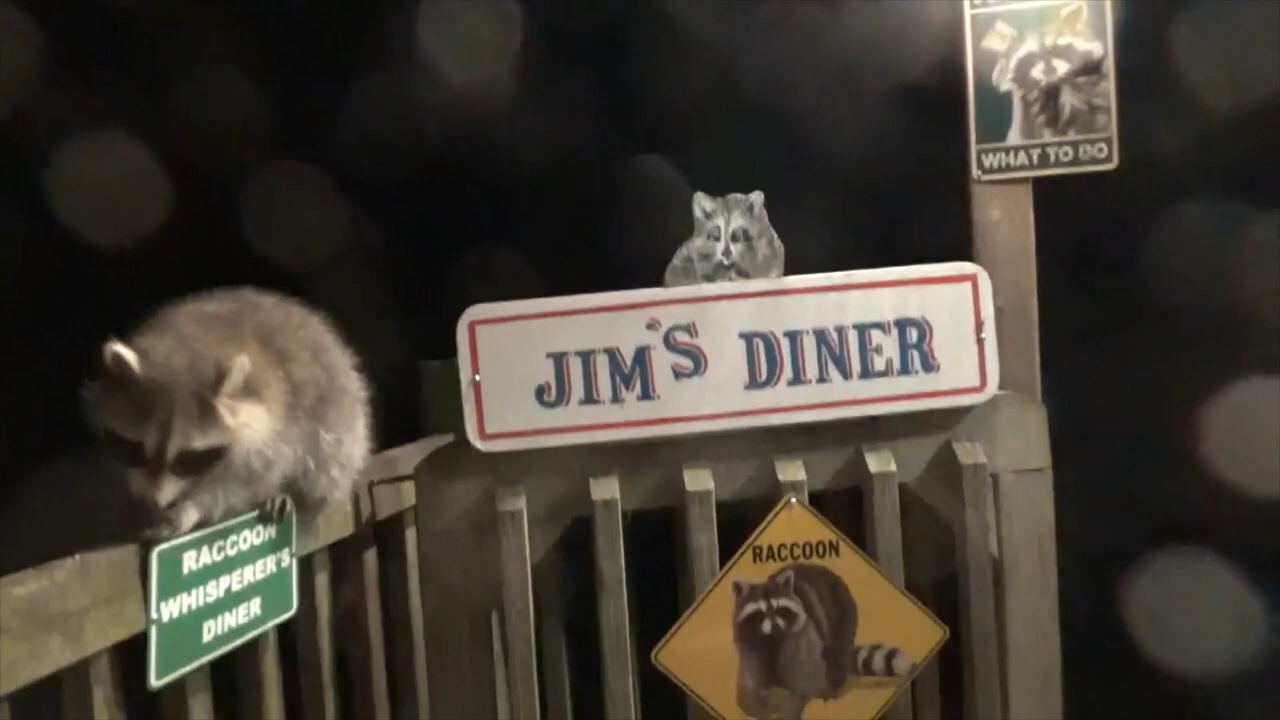 WHAT TO DO
JIM'S DINER
RACCOON
WHISPERER'S
DINER
RACCOON